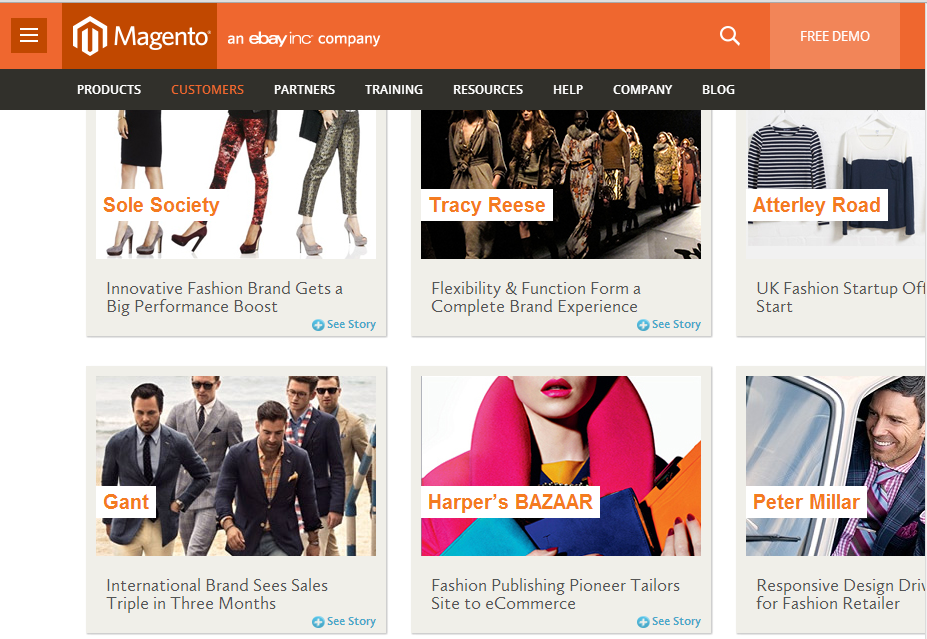 Magento®
an ebay inc company
FREE DEMO
PRODUCTS CUSTOMERS PARTNERS TRAINING RESOURCES HELP COMPANY BLOG
Sole Society
Innovative Fashion Brand Gets a
Big Performance Boost
See Story
Tracy Reese
Flexibility & Function Form a
Complete Brand Experience
See Story
Atterley Road
UK Fashion Startup Off
Start
Gant
International Brand Sees Sales
Triple in Three Months
See Story
Harper's BAZAAR
Fashion Publishing Pioneer Tailors
Site to eCommerce
See Story
Peter Millar
Responsive Design Driv
for Fashion Retailer